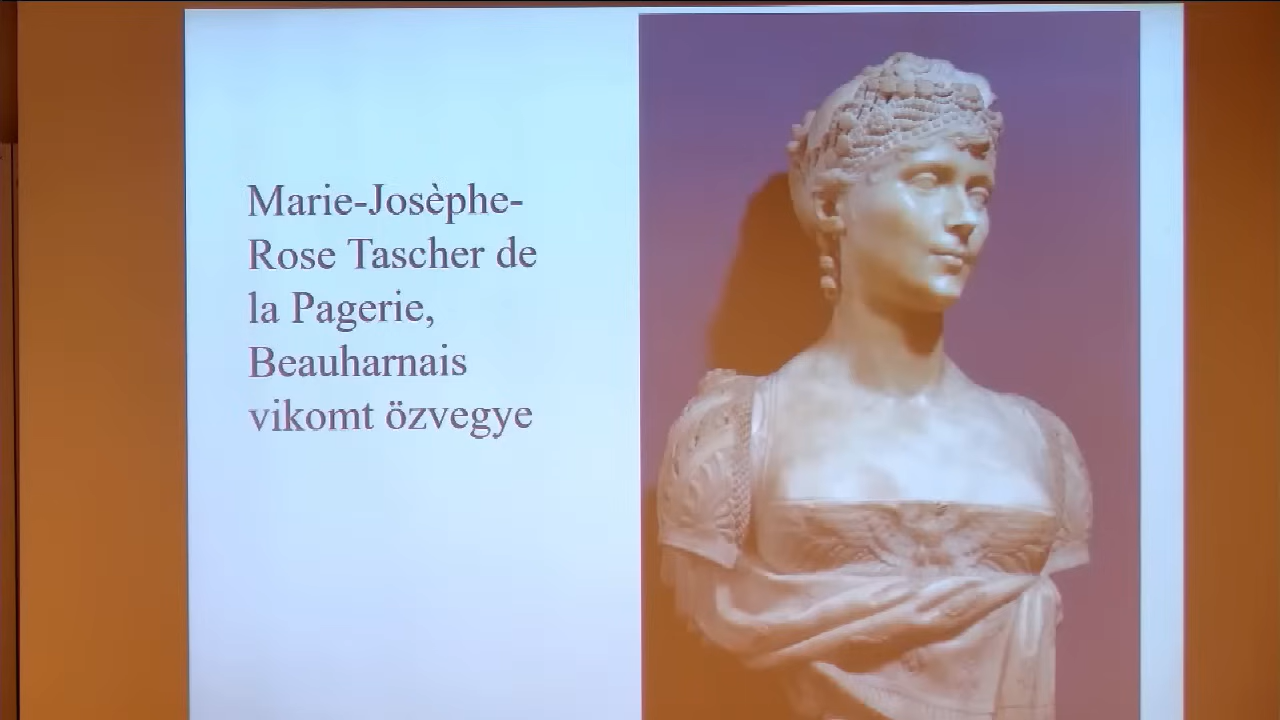 Marie-Josèphe-
Rose Tascher de
la Pagerie,
Beauharnais
vikomt özvegye